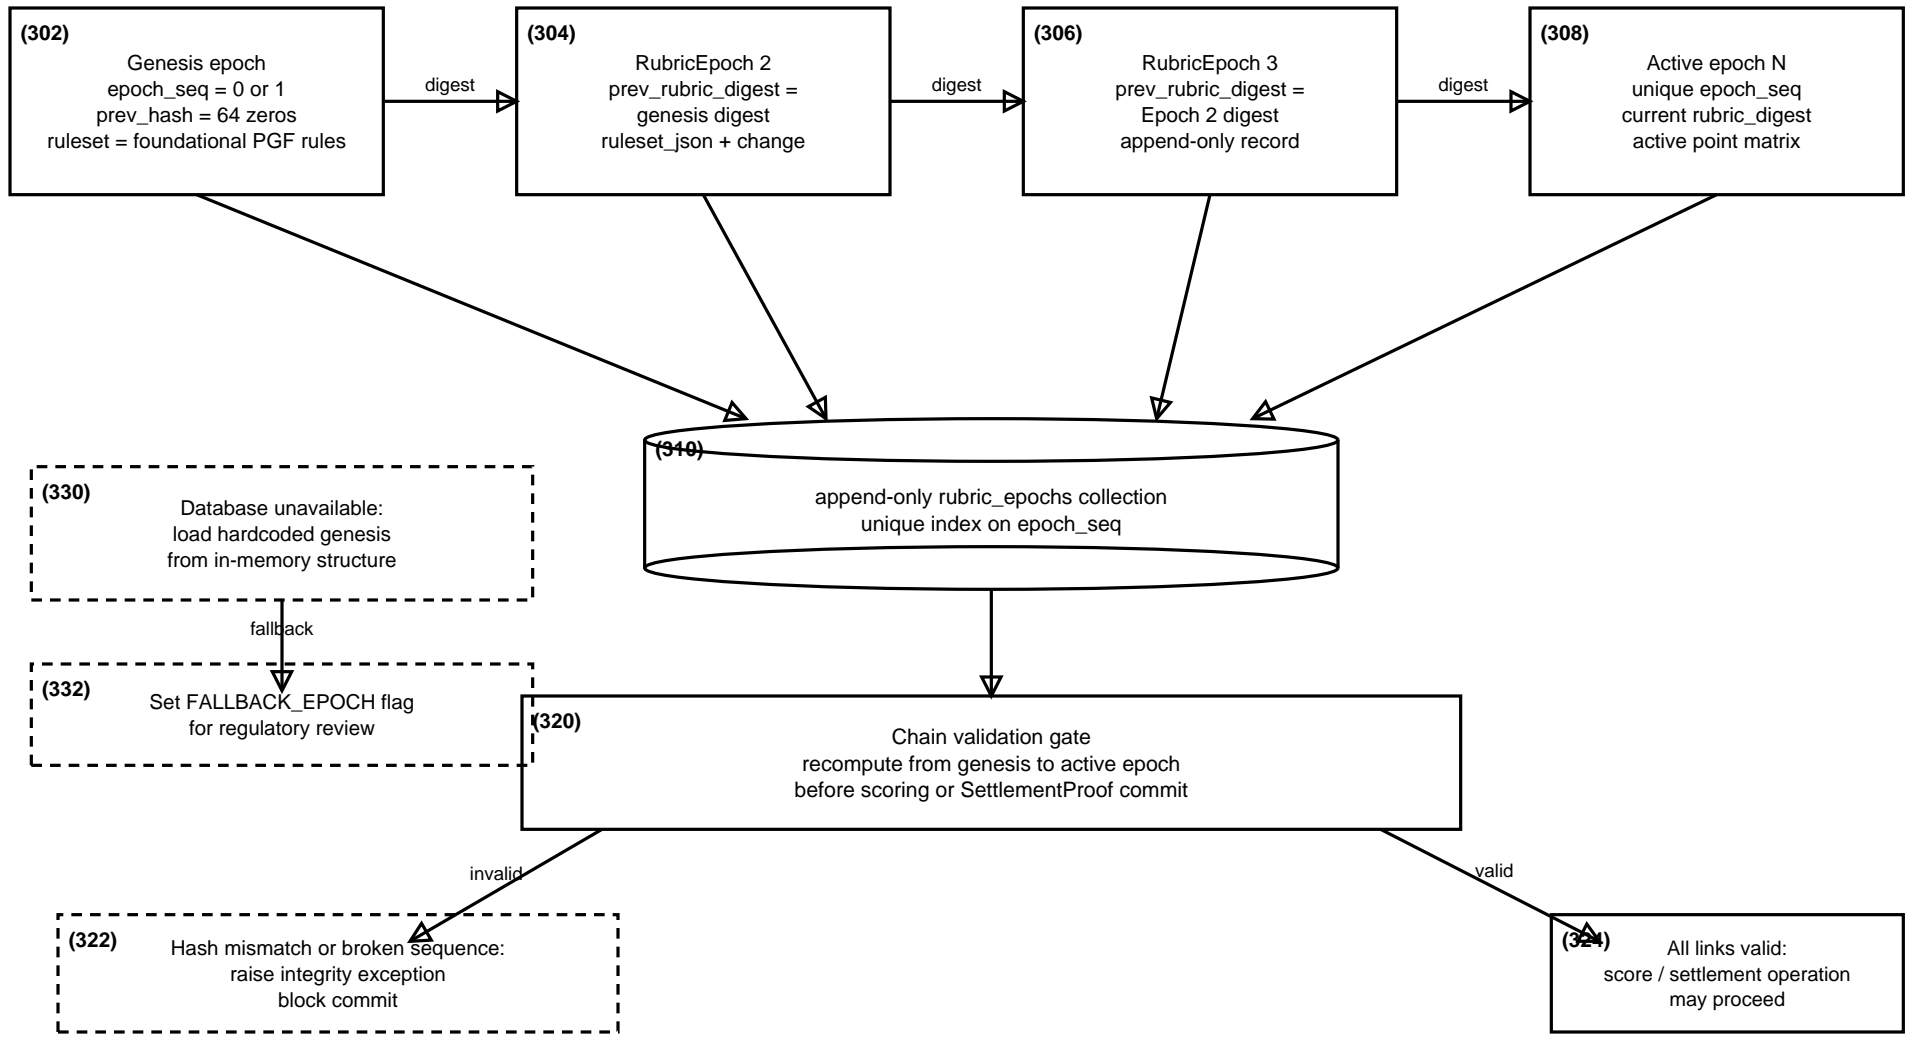 (302)
Genesis epoch
epoch_seq = 0 or 1
prev_hash = 64 zeros
ruleset = foundational PGF rules
digest
(304)
RubricEpoch 2
prev_rubric_digest =
genesis digest
ruleset_json + change
digest
(306)
RubricEpoch 3
prev_rubric_digest =
Epoch 2 digest
append-only record
digest
(308)
Active epoch N
unique epoch_seq
current rubric_digest
active point matrix
(310)
append-only rubric_epochs collection
unique index on epoch_seq
(330)
Database unavailable:
load hardcoded genesis
from in-memory structure
fallback
(332)
Set FALLBACK_EPOCH flag
for regulatory review
(320)
Chain validation gate
recompute from genesis to active epoch
before scoring or SettlementProof commit
invalid
valid
(322)
Hash mismatch or broken sequence:
raise integrity exception
block commit
(324)
All links valid:
score / settlement operation
may proceed